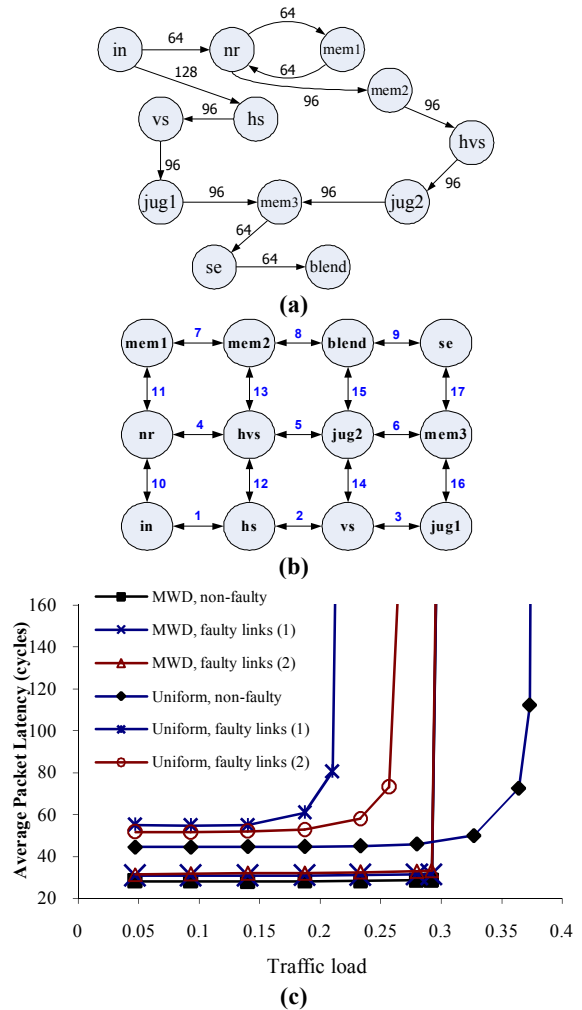 64
in
64
nr
mem1
64
128
96
mem2
96
vs
96
hs
hvs
96
96
jug1
96
mem3
96
jug2
64
se
64
blend
(a)
mem1
7
mem2
8
blend
9
se
11
13
15
17
nr
4
hvs
5
jug2
6
mem3
10
12
14
16
in
1
hs
2
vs
3
jug1
(b)
Average Packet Latency (cycles)
160
140
120
100
80
60
40
20
MWD, non-faulty
MWD, faulty links (1)
MWD, faulty links (2)
Uniform, non-faulty
Uniform, faulty links (1)
Uniform, faulty links (2)
0 0.05 0.1 0.15 0.2 0.25 0.3 0.35 0.4
Traffic load
(c)